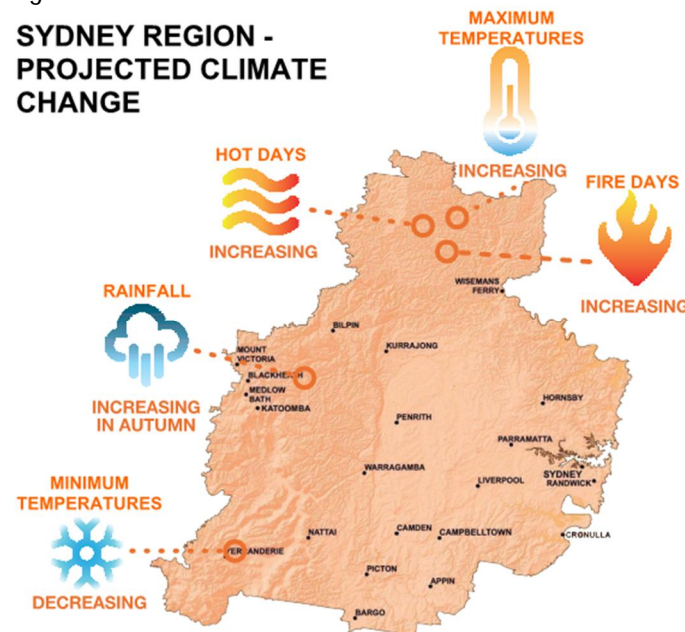 SYDNEY REGION -
PROJECTED CLIMATE
CHANGE
MAXIMUM
TEMPERATURES
INCREASING
HOT DAYS
INCREASING
FIRE DAYS
INCREASING
RAINFALL
INCREASING
IN AUTUMN
MINIMUM
TEMPERATURES
DECREASING
WISEMANS
FERRY
BILPIN
KURRAJONG
MOUNT
VICTORIA
BLACKHEATH
MEDLOW
BATH
KATOOMBA
HORNSBY
PENRITH
PARRAMATTA
WARRAGAMBA
LIVERPOOL
SYDNEY
RANDWICK
NATTAI
CAMDEN
CAMPBELLTOWN
CRONULLA
YERRANDERIE
PICTON
APPIN
BARGO